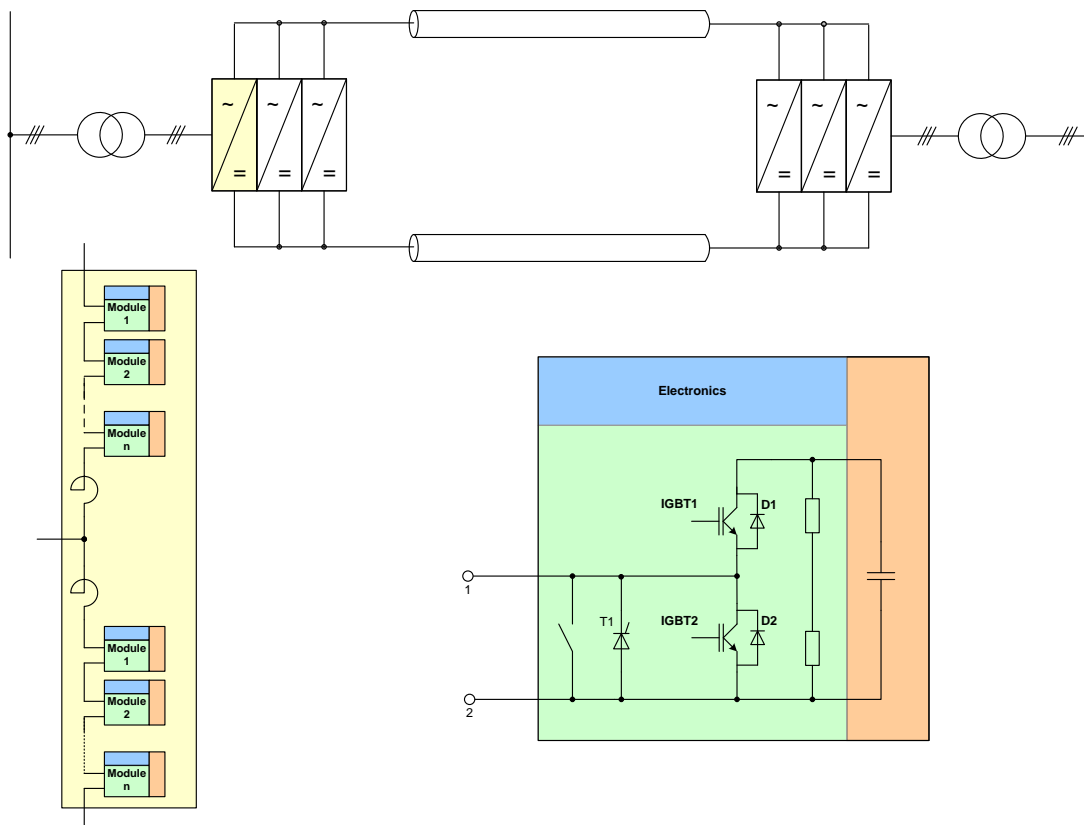 ~ ~ ~
= = =
~ ~ ~
= = =
Module
1
Module
2
Module
n
Module
1
Module
2
Module
n
Electronics
IGBT1
D1
1
T1
IGBT2
D2
2